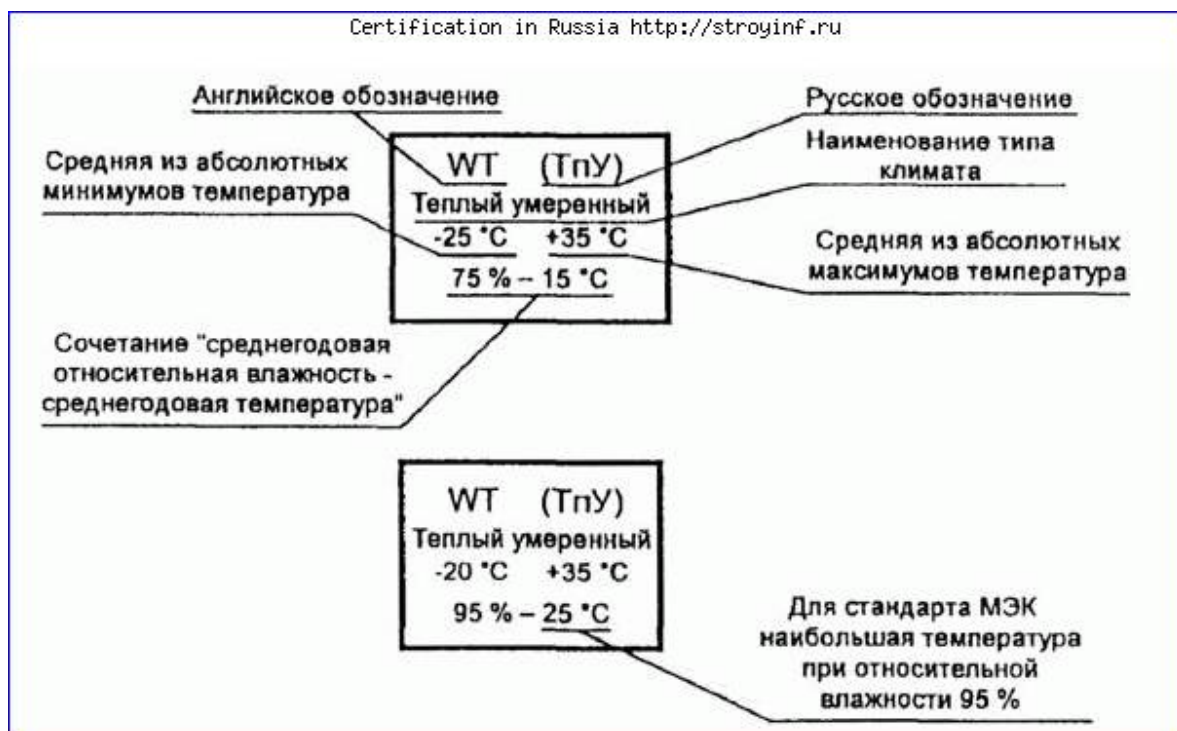 Certification in Russia http://stroyinf.ru
Английское обозначение
Русское обозначение
Средняя из абсолютных
минимумов температура
WT (ТпУ)
Теплый умеренный
-25 °C +35 °C
75 % – 15 °C
Наименование типа
климата
Средняя из абсолютных
максимумов температура
Сочетание "среднегодовая
относительная влажность -
среднегодовая температура"
WT (ТпУ)
Теплый умеренный
-20 °C +35 °C
95 % – 25 °C
Для стандарта МЭК
наибольшая температура
при относительной
влажности 95 %